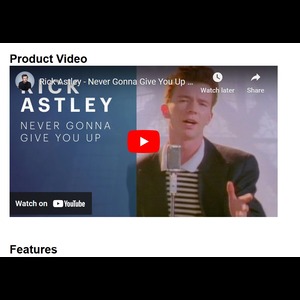 Product Video
Rick Astley - Never Gonna Give You Up ...
Watch later
Share
RICK
ASTLEY
NEVER GONNA
GIVE YOU UP
Watch on YouTube
Features